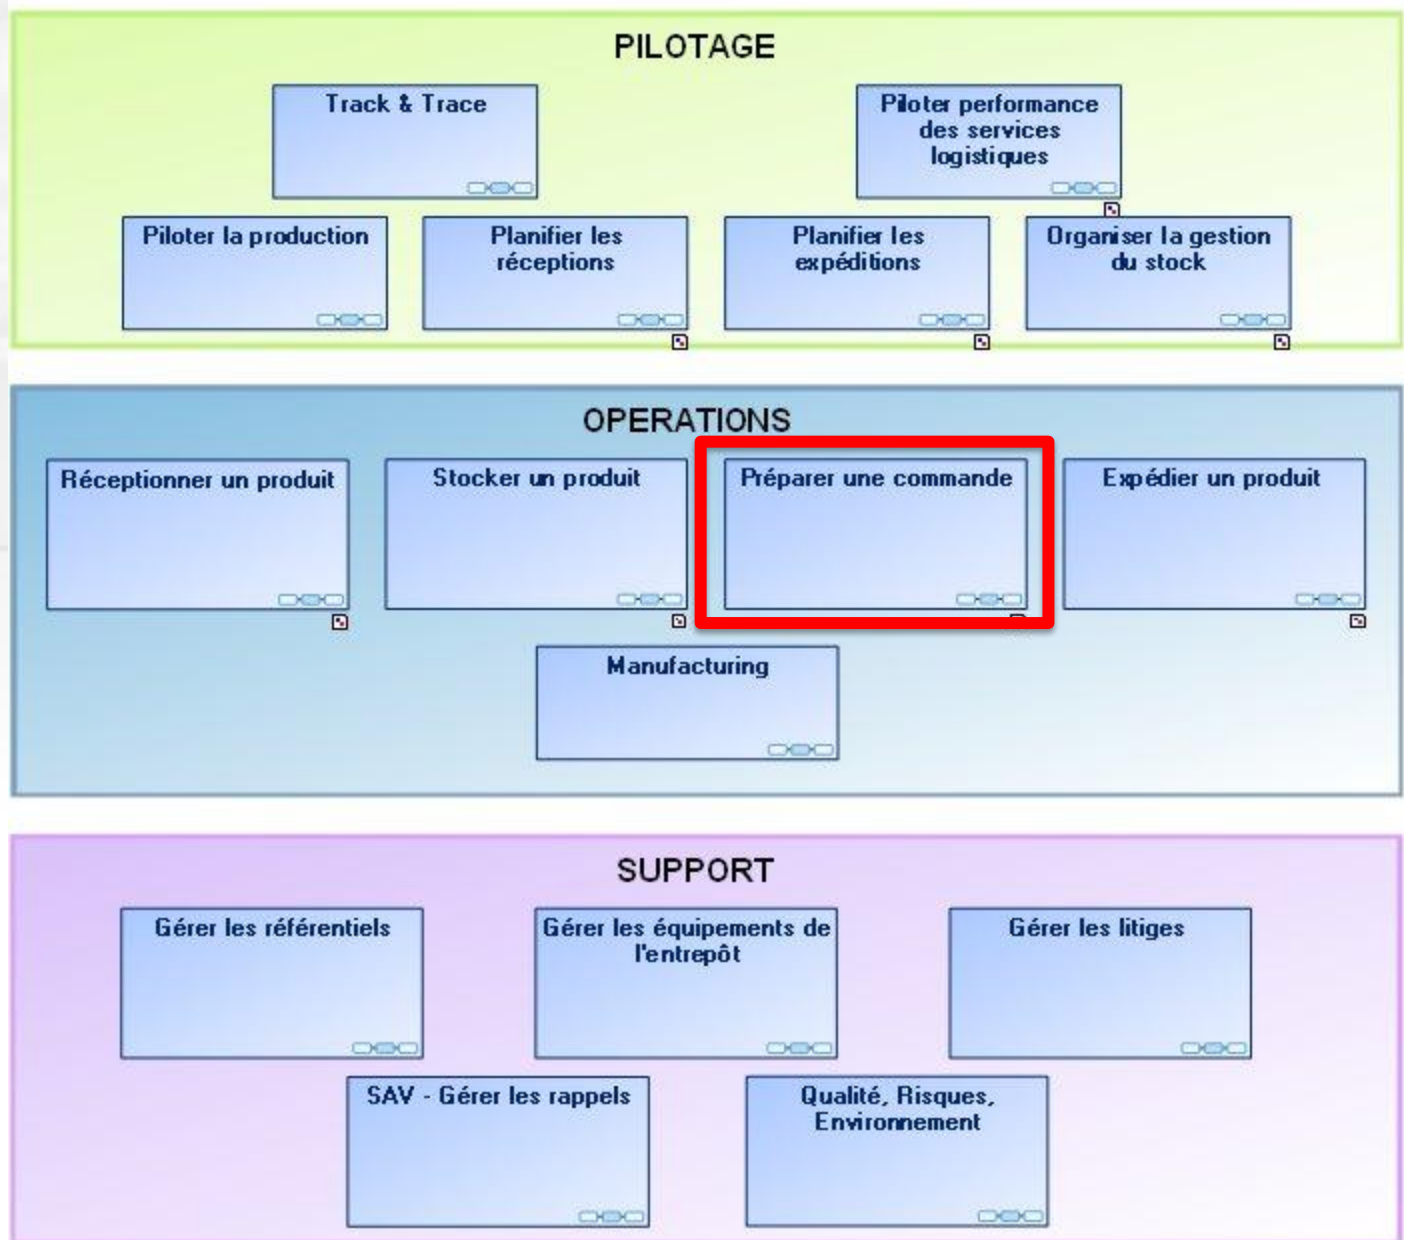 PILOTAGE
Track & Trace
Piloter performance
des services
logistiques
Piloter la production
Planifier les
réceptions
Planifier les
expéditions
Organiser la gestion
du stock
OPERATIONS
Réceptionner un produit
Stocker un produit
Préparer une commande
Expédier un produit
Manufacturing
SUPPORT
Gérer les référentiels
Gérer les équipements de
l'entrepôt
Gérer les litiges
SAV - Gérer les rappels
Qualité, Risques,
Environnement